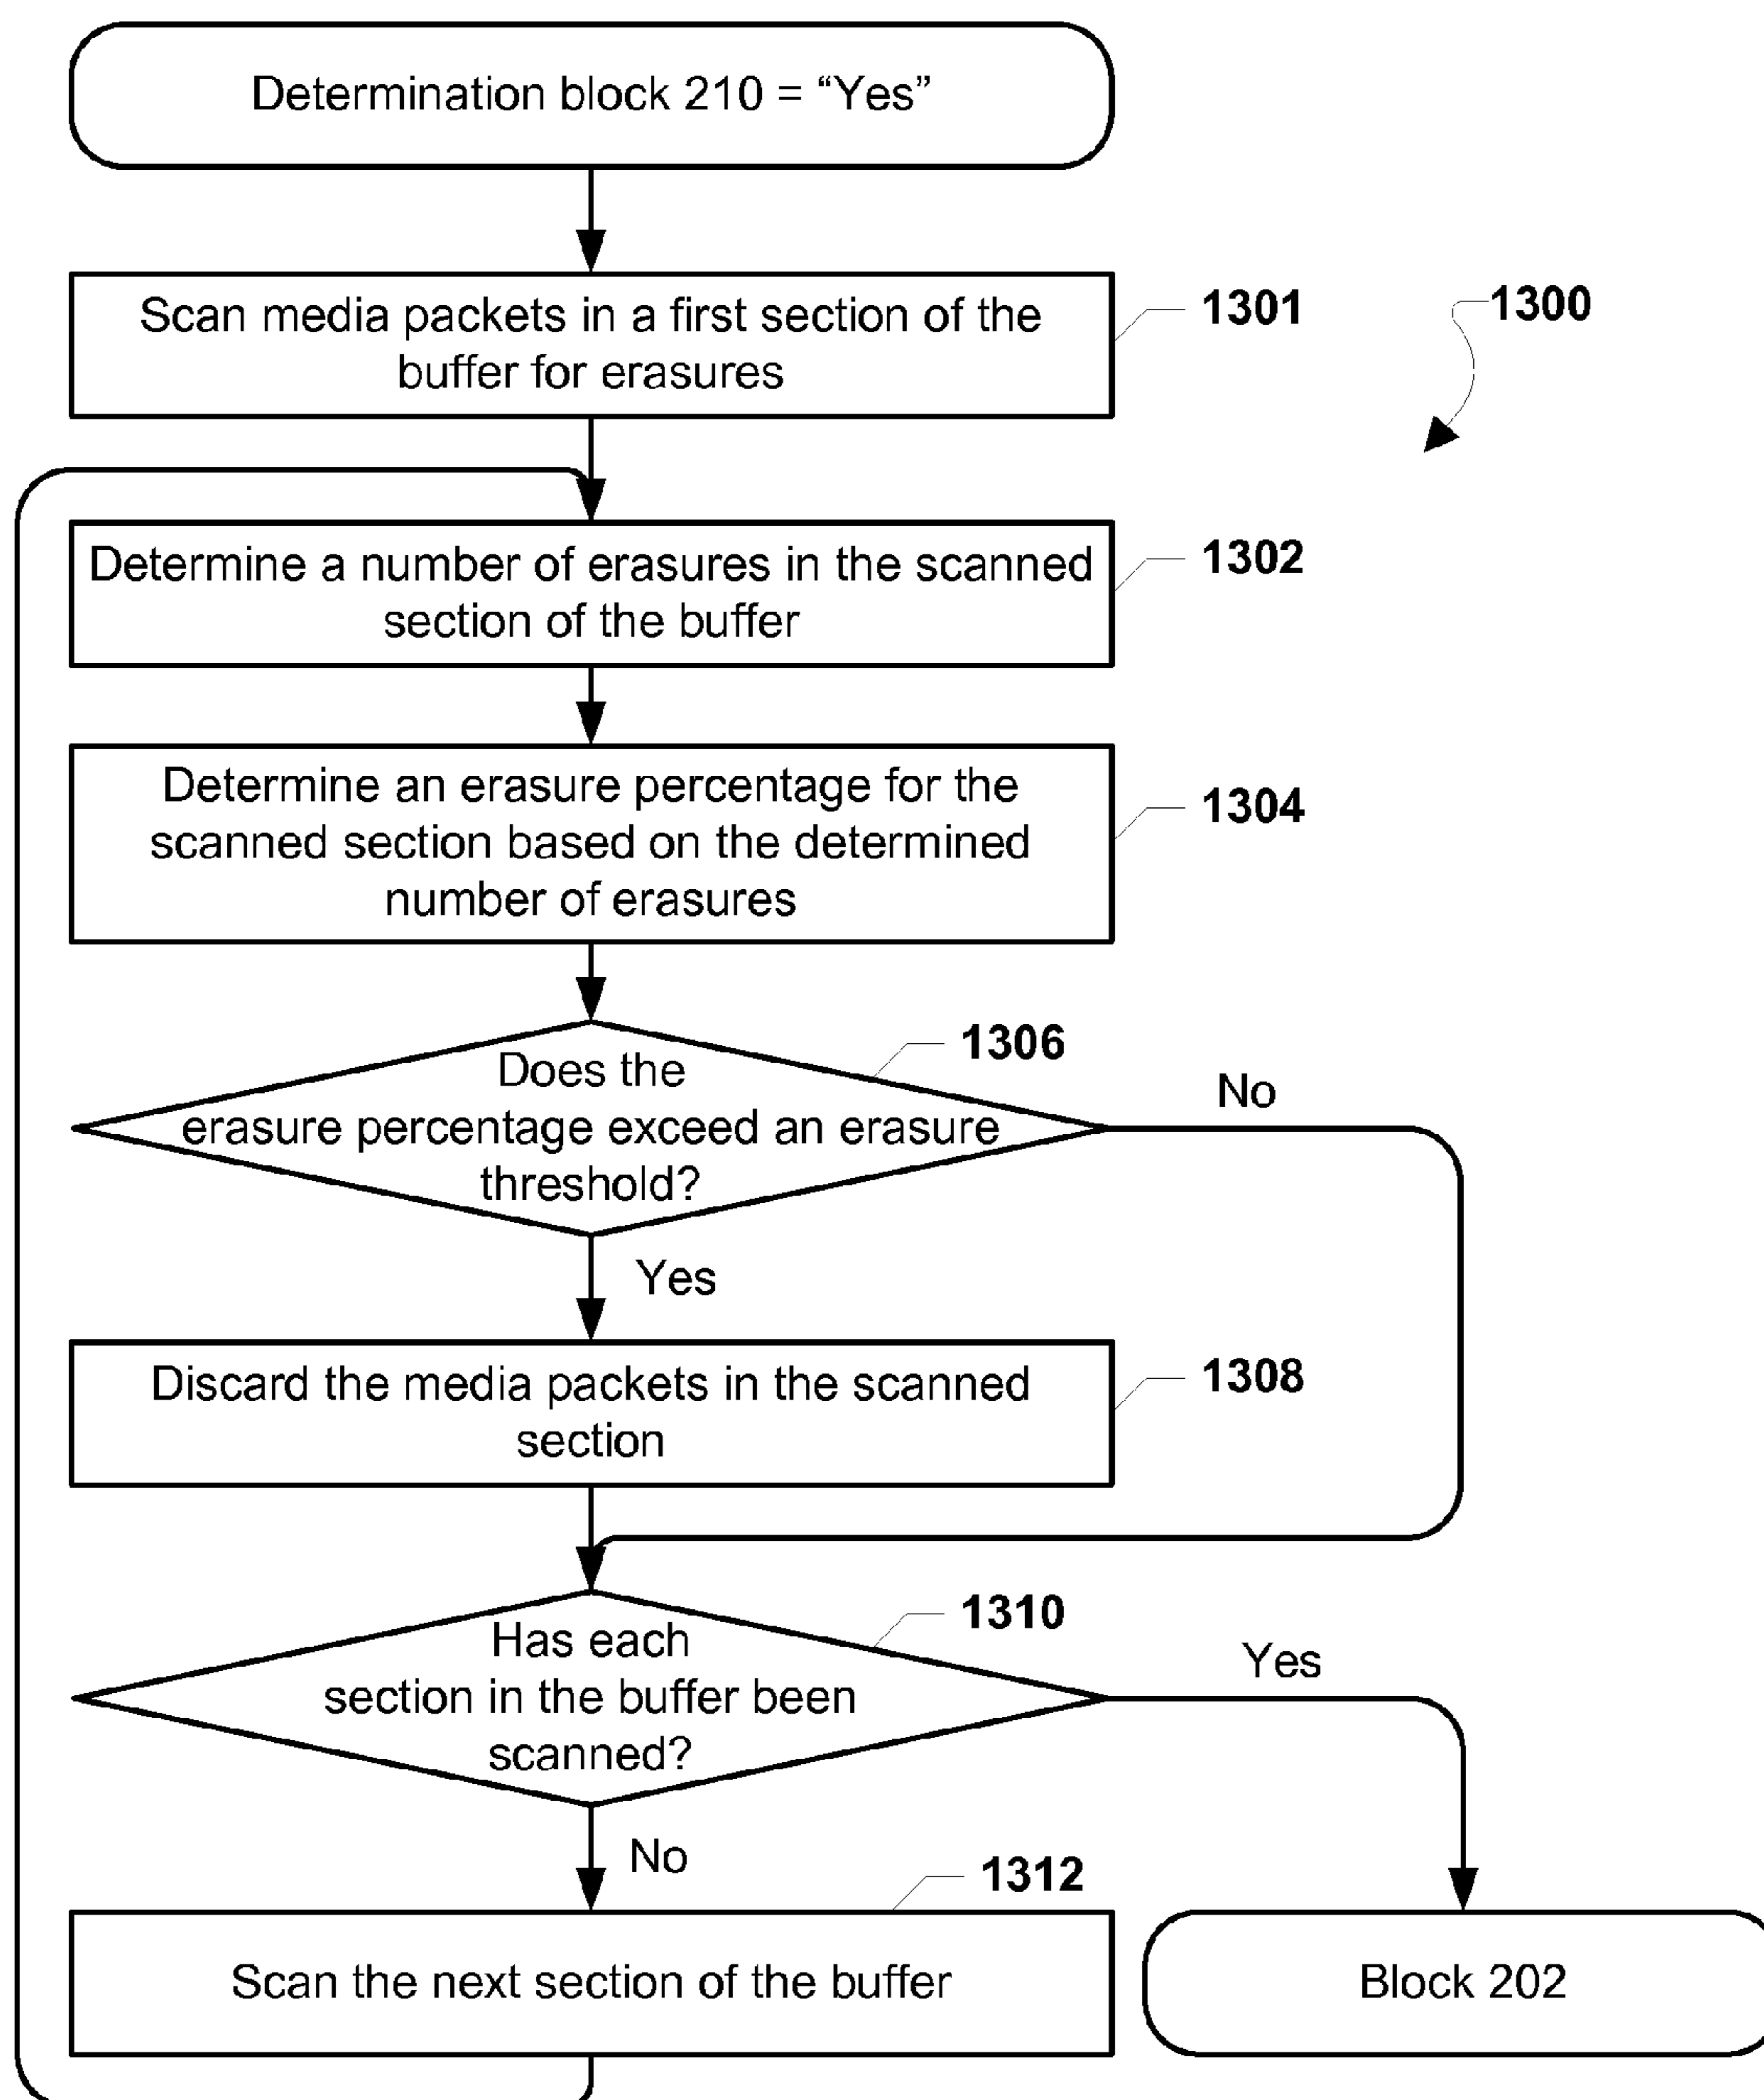 Determination block 210 = “Yes”
Scan media packets in a first section of the
buffer for erasures
1301
1300
Determine a number of erasures in the scanned
section of the buffer
1302
Determine an erasure percentage for the
scanned section based on the determined
number of erasures
1304
Does the
erasure percentage exceed an erasure
threshold?
1306
No
Yes
Discard the media packets in the scanned
section
1308
Has each
section in the buffer been
scanned?
1310
Yes
No
1312
Scan the next section of the buffer
Block 202